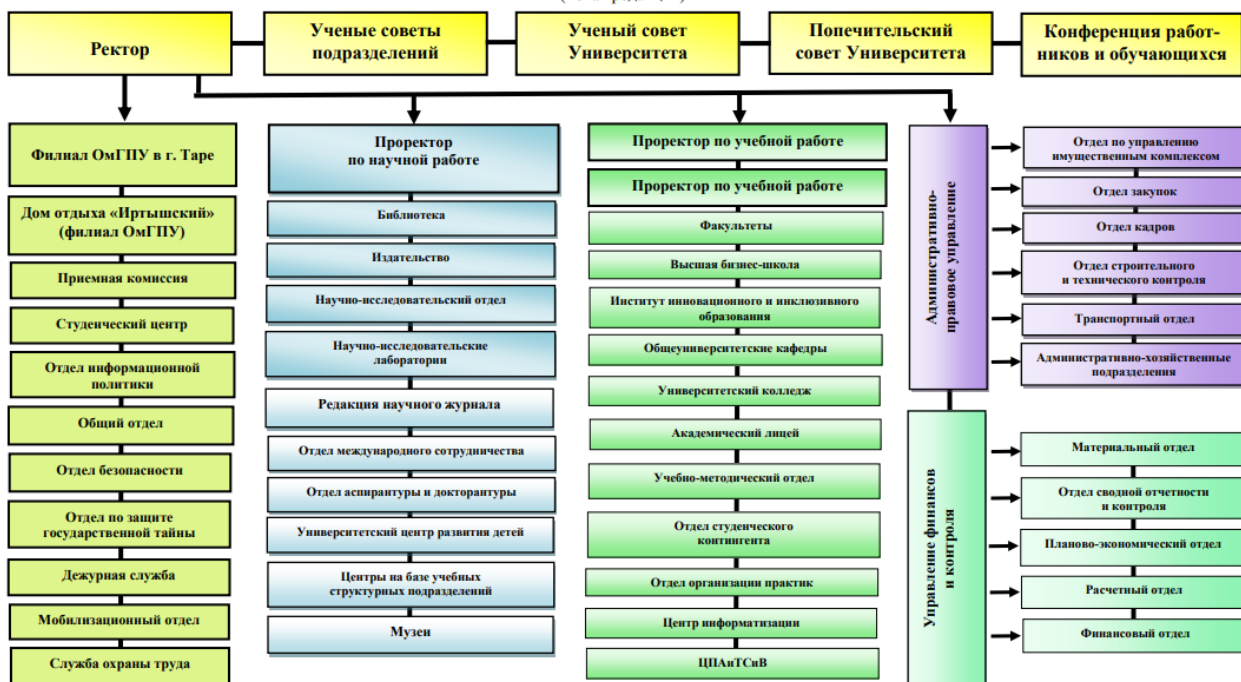 Ректор
Ученые советы
подразделений
Ученый совет
Университета
Попечительский
совет Университета
Конференция работ-
ников и обучающихся
Филиал ОмГПУ в г. Таре
Дом отдыха «Иртышский»
(филиал ОмГПУ)
Приемная комиссия
Студенческий центр
Отдел информационной
политики
Общий отдел
Отдел безопасности
Отдел по защите
государственной тайны
Дежурная служба
Мобилизационный отдел
Служба охраны труда
Проректор
по научной работе
Библиотека
Издательство
Научно-исследовательский отдел
Научно-исследовательские
лаборатории
Редакция научного журнала
Отдел международного сотрудничества
Отдел аспирантуры и докторантуры
Университетский центр развития детей
Центры на базе учебных
структурных подразделений
Музеи
Проректор по учебной работе
Проректор по учебной работе
Факультеты
Высшая бизнес-школа
Институт инновационного и инклюзивного
образования
Общеуниверситетские кафедры
Университетский колледж
Академический лицей
Учебно-методический отдел
Отдел студенческого
контингента
Отдел организации практик
Центр информатизации
ЦПАиТСиВ
Административно-
правовое управление
Отдел по управлению
имущественным комплексом
Отдел закупок
Отдел кадров
Отдел строительного
и технического контроля
Транспортный отдел
Административно-хозяйственные
подразделения
Управление финансов
и контроля
Материальный отдел
Отдел сводной отчетности
и контроля
Планово-экономический отдел
Расчетный отдел
Финансовый отдел